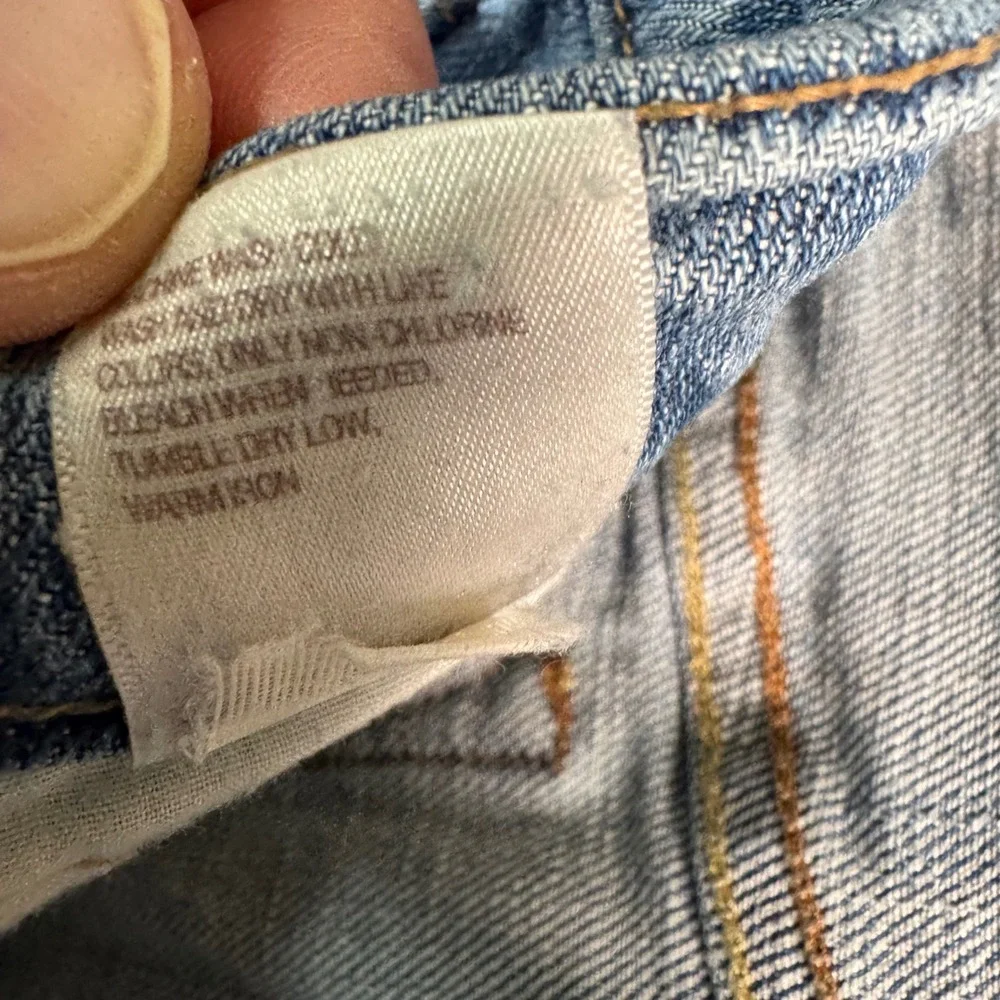 MACHINE WASH COLD
WASH AND DRY WITH LIKE
COLORS, ONLY NON-CHLORINE
BLEACH WHEN NEEDED,
TUMBLE DRY LOW,
WARM IRON